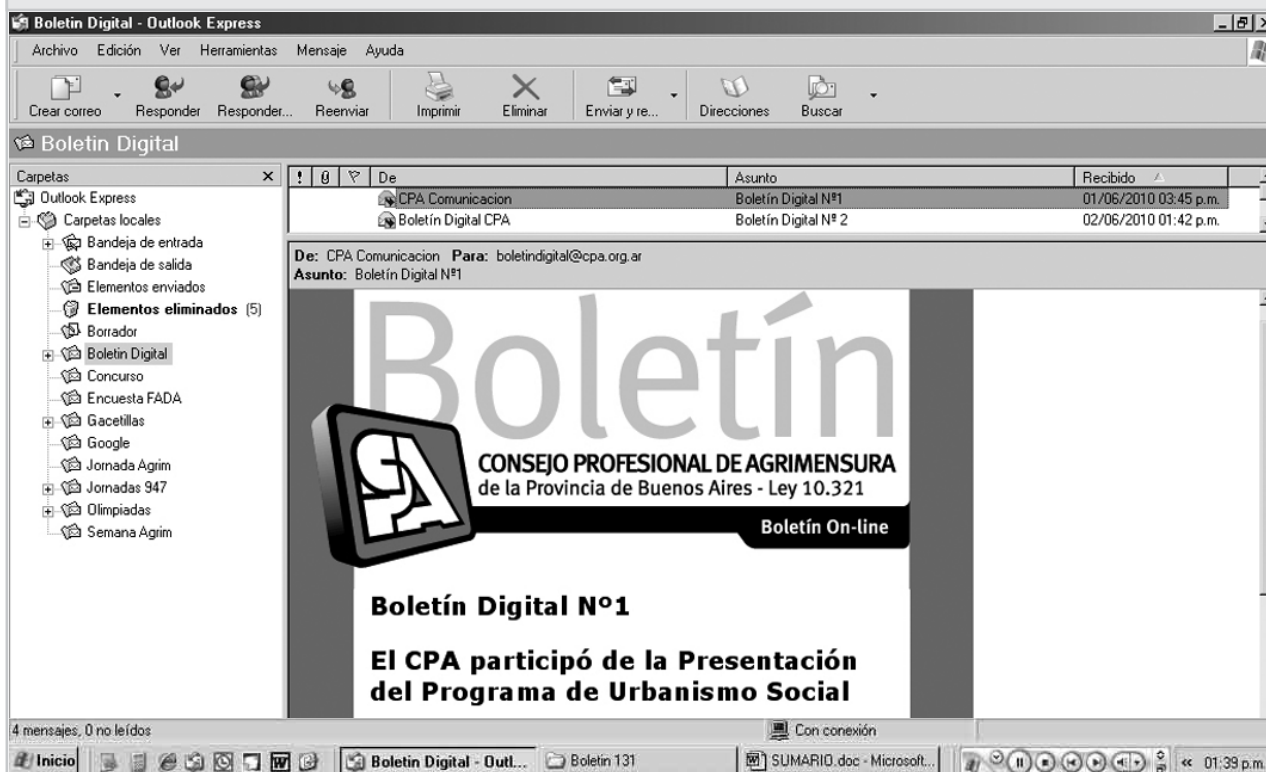 Boletin Digital - Outlook Express
Archivo Edición Ver Herramientas Mensaje Ayuda
Crear correo Responder Responder... Reenviar Imprimir Eliminar Enviar y re... Direcciones Buscar
Boletin Digital
Carpetas
Outlook Express
Carpetas locales
Bandeja de entrada
Bandeja de salida
Elementos enviados
Elementos eliminados (5)
Borrador
Boletin Digital
Concurso
Encuesta FADA
Gacetillas
Google
Jornada Agrim
Jornadas 947
Olimpiadas
Semana Agrim
! De Asunto Recibido
CPA Comunicacion Boletín Digital Nº1 01/06/2010 03:45 p.m.
Boletín Digital CPA Boletín Digital Nº 2 02/06/2010 01:42 p.m.
De: CPA Comunicacion Para: boletindigital@cpa.org.ar
Asunto: Boletín Digital Nº1
Boletín
CPA
CONSEJO PROFESIONAL DE AGRIMENSURA
de la Provincia de Buenos Aires - Ley 10.321
Boletín On-line
Boletín Digital Nº1
El CPA participó de la Presentación
del Programa de Urbanismo Social
4 mensajes, 0 no leídos Con conexión
Inicio Boletin Digital - Outl... Boletin 131 SUMARIO.doc - Microsoft... « 01:39 p.m.